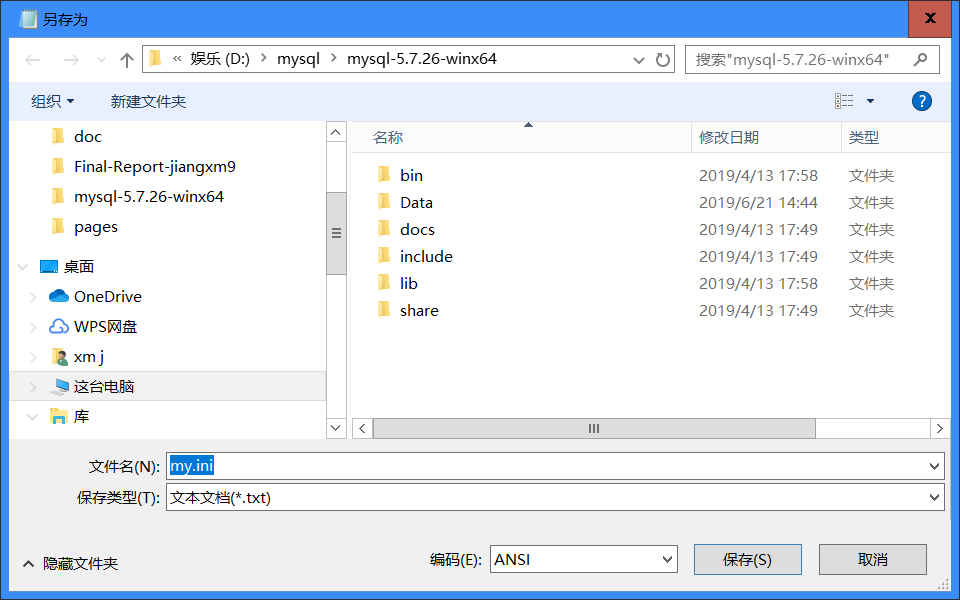 另存为
« 娱乐 (D:) › mysql › mysql-5.7.26-winx64
搜索"mysql-5.7.26-winx64"
组织 新建文件夹
doc
Final-Report-jiangxm9
mysql-5.7.26-winx64
pages
桌面
OneDrive
WPS网盘
xm j
这台电脑
库
名称 修改日期 类型
bin 2019/4/13 17:58 文件夹
Data 2019/6/21 14:44 文件夹
docs 2019/4/13 17:49 文件夹
include 2019/4/13 17:49 文件夹
lib 2019/4/13 17:58 文件夹
share 2019/4/13 17:49 文件夹
文件名(N): my.ini
保存类型(T): 文本文档(*.txt)
隐藏文件夹 编码(E): ANSI 保存(S) 取消